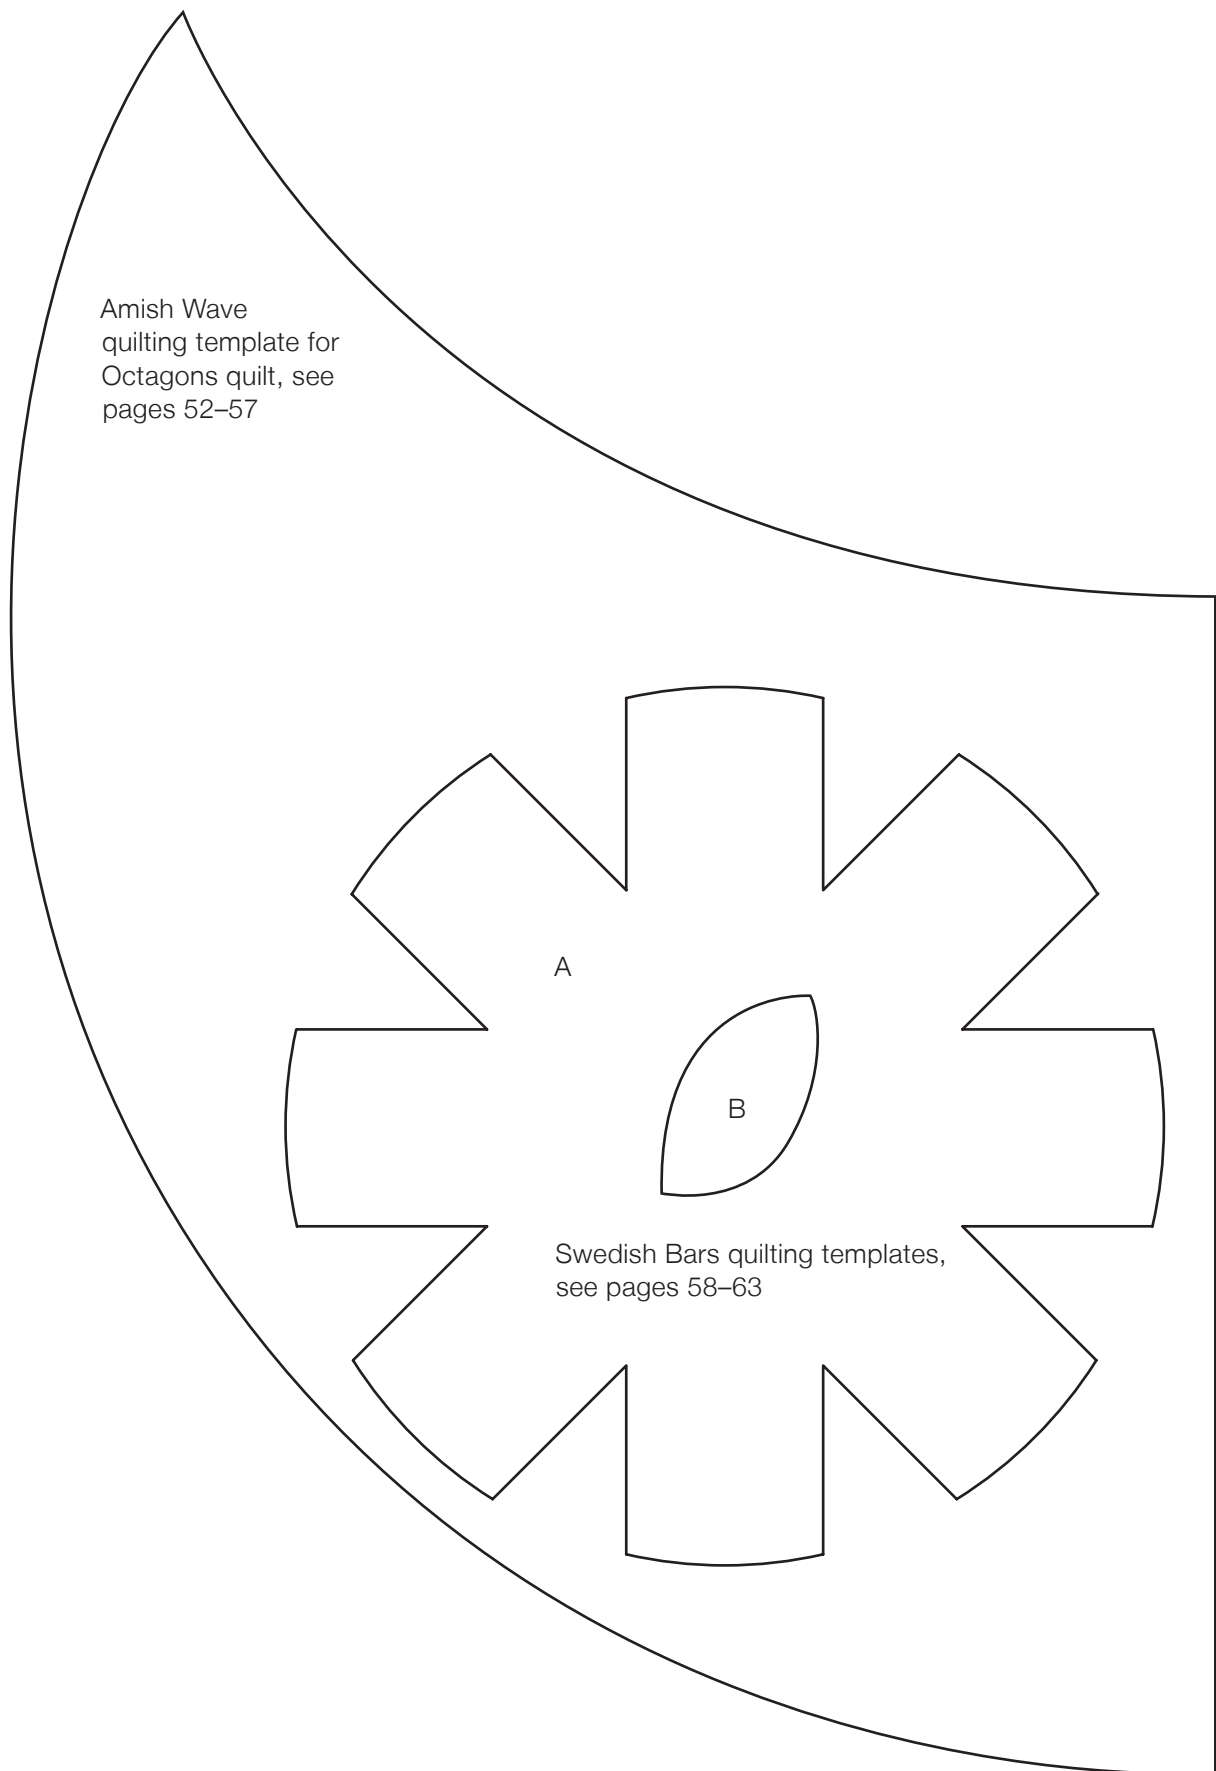 Amish Wave
quilting template for
Octagons quilt, see
pages 52–57
A
B
Swedish Bars quilting templates,
see pages 58–63